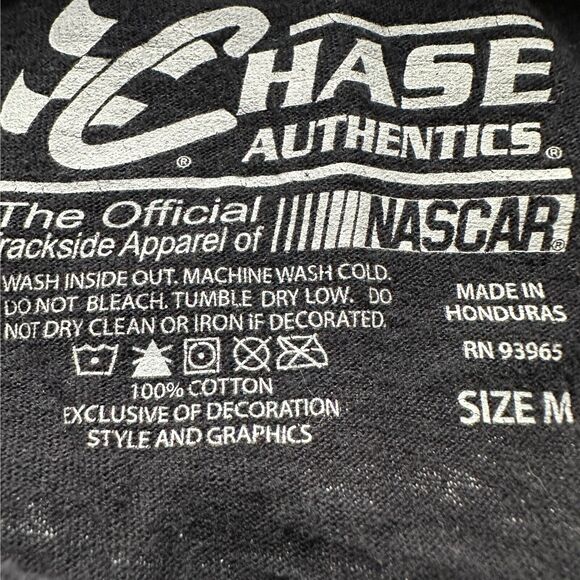 CHASE
AUTHENTICS®
®
The Official
rackside Apparel of NASCAR®
WASH INSIDE OUT. MACHINE WASH COLD.
DO NOT BLEACH. TUMBLE DRY LOW. DO
NOT DRY CLEAN OR IRON IF DECORATED.
100% COTTON
EXCLUSIVE OF DECORATION
STYLE AND GRAPHICS
MADE IN
HONDURAS
RN 93965
SIZE M